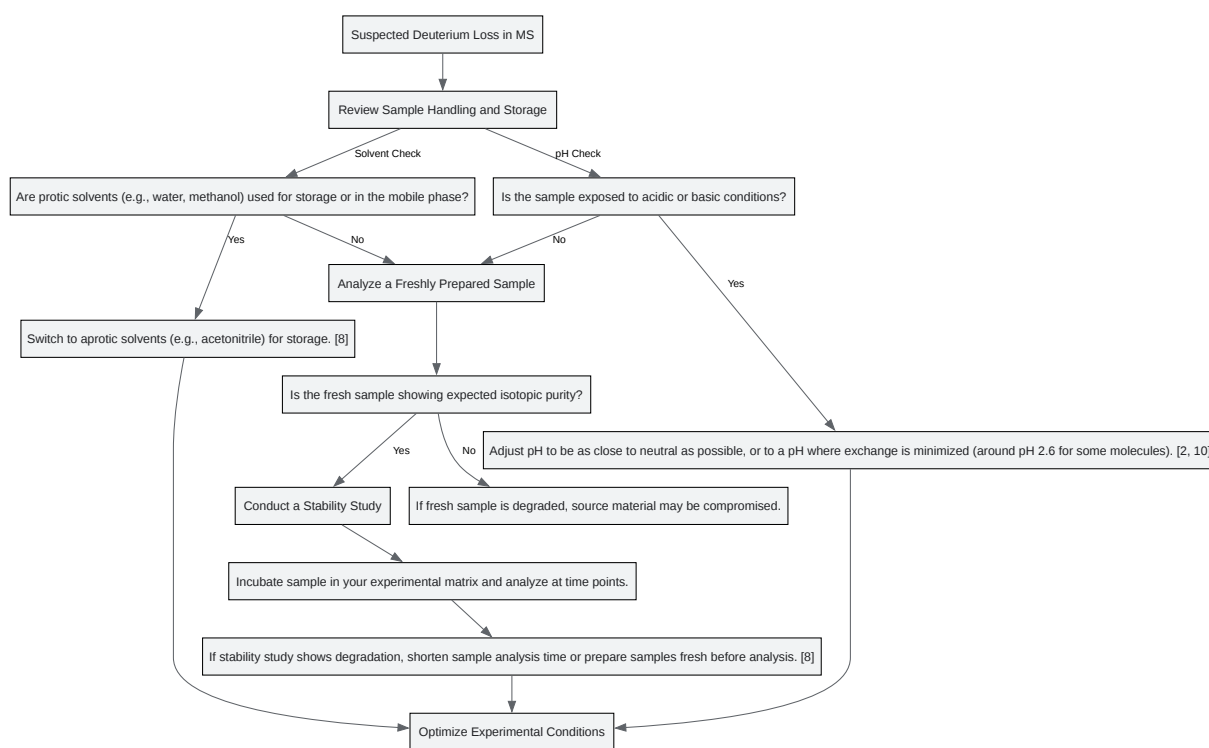 Suspected Deuterium Loss in MS
Review Sample Handling and Storage
Solvent Check
pH Check
Are protic solvents (e.g., water, methanol) used for storage or in the mobile phase?
Is the sample exposed to acidic or basic conditions?
Yes
No
No
Analyze a Freshly Prepared Sample
Yes
Switch to aprotic solvents (e.g., acetonitrile) for storage. [8]
Is the fresh sample showing expected isotopic purity?
Yes
No
Adjust pH to be as close to neutral as possible, or to a pH where exchange is minimized (around pH 2.6 for some molecules). [2, 10]
Conduct a Stability Study
If fresh sample is degraded, source material may be compromised.
Incubate sample in your experimental matrix and analyze at time points.
If stability study shows degradation, shorten sample analysis time or prepare samples fresh before analysis. [8]
Optimize Experimental Conditions